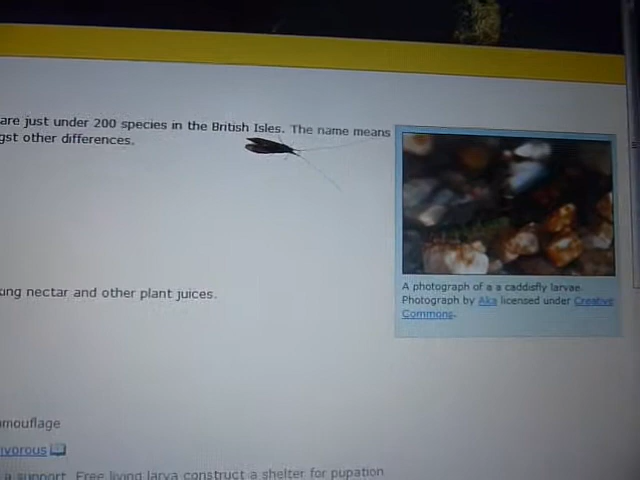 are just under 200 species in the British Isles. The name means
gst other differences.
A photograph of a a caddisfly larvae.
Photograph by Aka licensed under Creative
Commons.
ing nectar and other plant juices.
mouflage
ivorous
a support. Free living larva construct a shelter for pupation